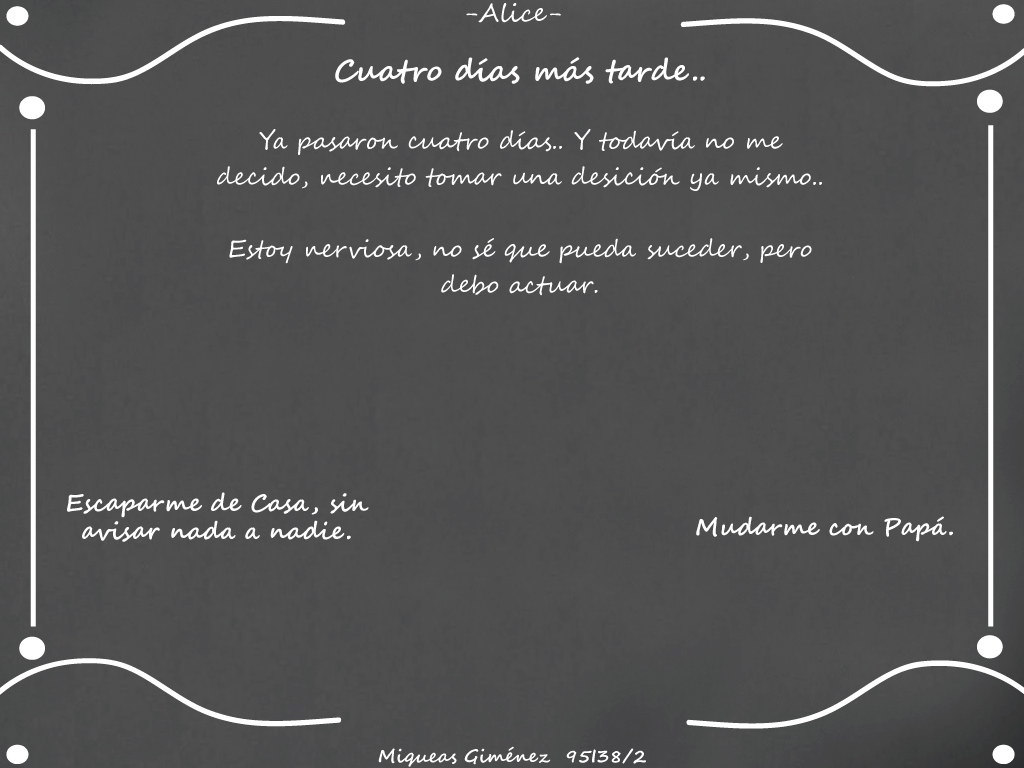 -Alice-
Cuatro días más tarde..
Ya pasaron cuatro días.. Y todavía no me
decido, necesito tomar una desición ya mismo..
Estoy nerviosa, no sé que pueda suceder, pero
debo actuar.
Escaparme de Casa, sin
avisar nada a nadie.
Mudarme con Papá.
Miqueas Giménez 95138/2